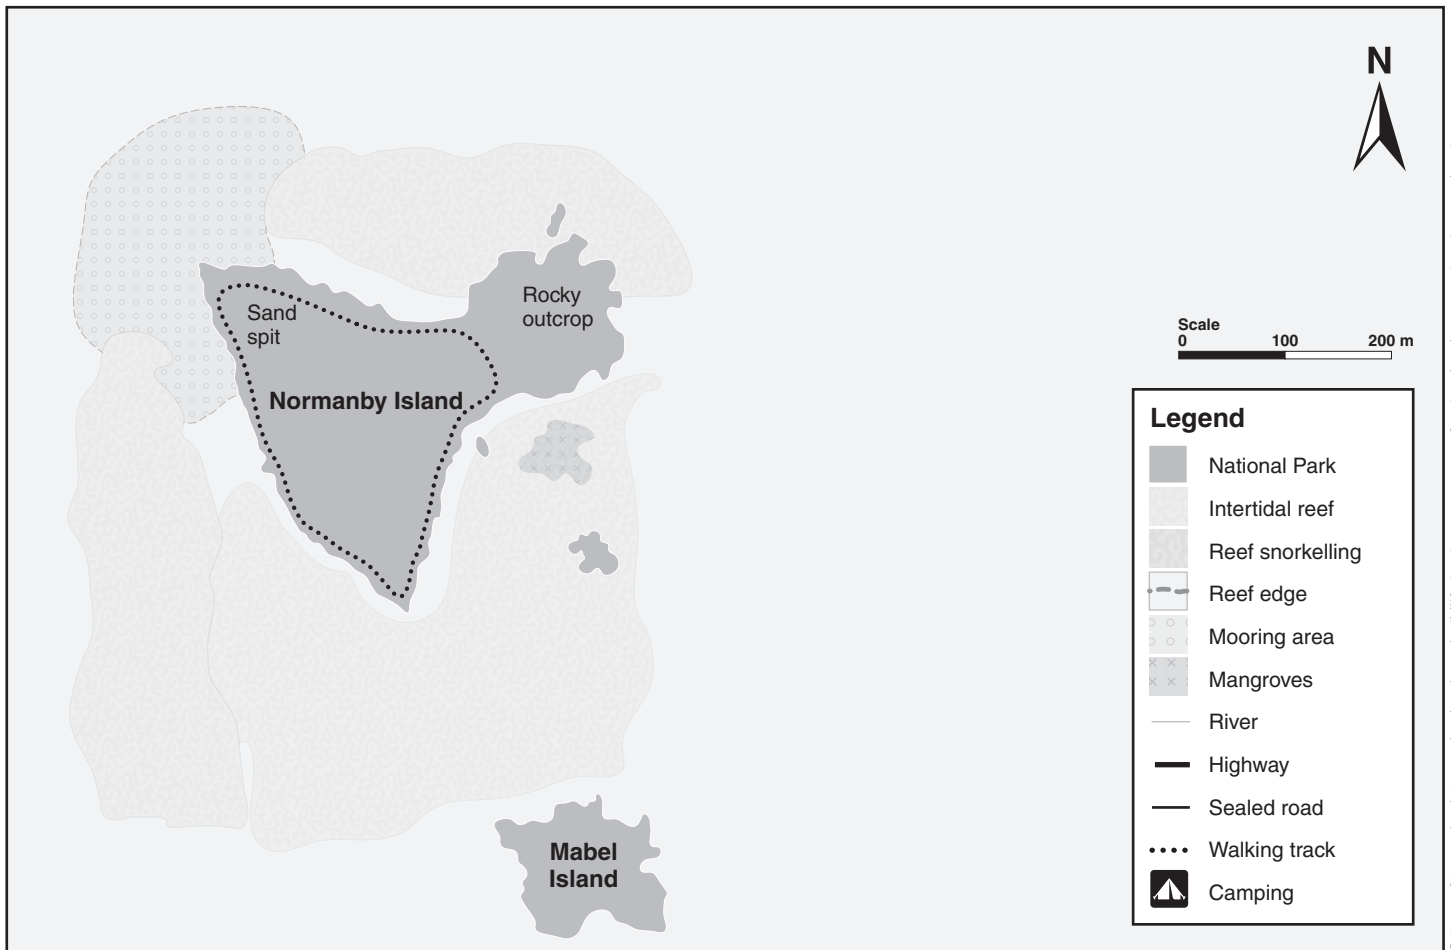 N
Sand
spit
Rocky
outcrop
Normanby Island
Mabel
Island
Scale
0 100 200 m
Legend
National Park
Intertidal reef
Reef snorkelling
Reef edge
Mooring area
Mangroves
River
Highway
Sealed road
Walking track
Camping